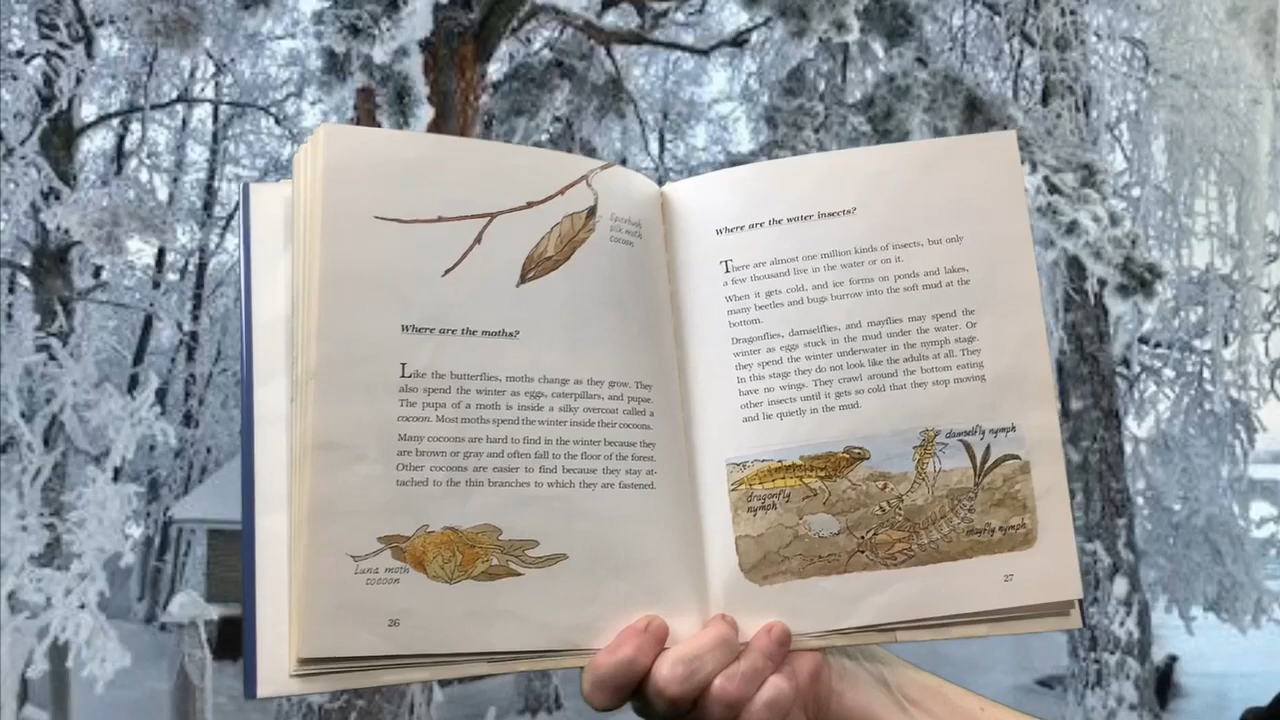 Spicebush
silk moth
cocoon
Where are the moths?
Like the butterflies, moths change as they grow. They
also spend the winter as eggs, caterpillars, and pupae.
The pupa of a moth is inside a silky overcoat called a
cocoon. Most moths spend the winter inside their cocoons.
Many cocoons are hard to find in the winter because they
are brown or gray and often fall to the floor of the forest.
Other cocoons are easier to find because they stay at-
tached to the thin branches to which they are fastened.
Luna moth
cocoon
26
Where are the water insects?
There are almost one million kinds of insects, but only
a few thousand live in the water or on it.
When it gets cold, and ice forms on ponds and lakes,
many beetles and bugs burrow into the soft mud at the
bottom.
Dragonflies, damselflies, and mayflies may spend the
winter as eggs stuck in the mud under the water. Or
they spend the winter underwater in the nymph stage.
In this stage they do not look like the adults at all. They
have no wings. They crawl around the bottom eating
other insects until it gets so cold that they stop moving
and lie quietly in the mud.
damselfly nymph
dragonfly
nymph
mayfly nymph
27